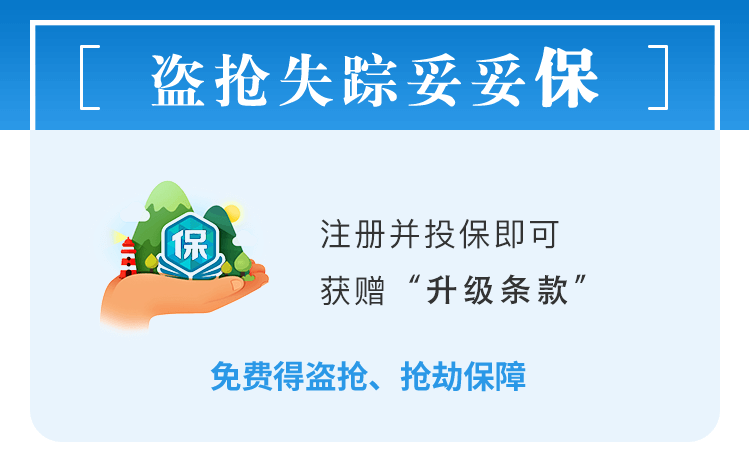 盗抢失踪妥妥保
保
注册并投保即可
获赠“升级条款”
免费得盗抢、抢劫保障